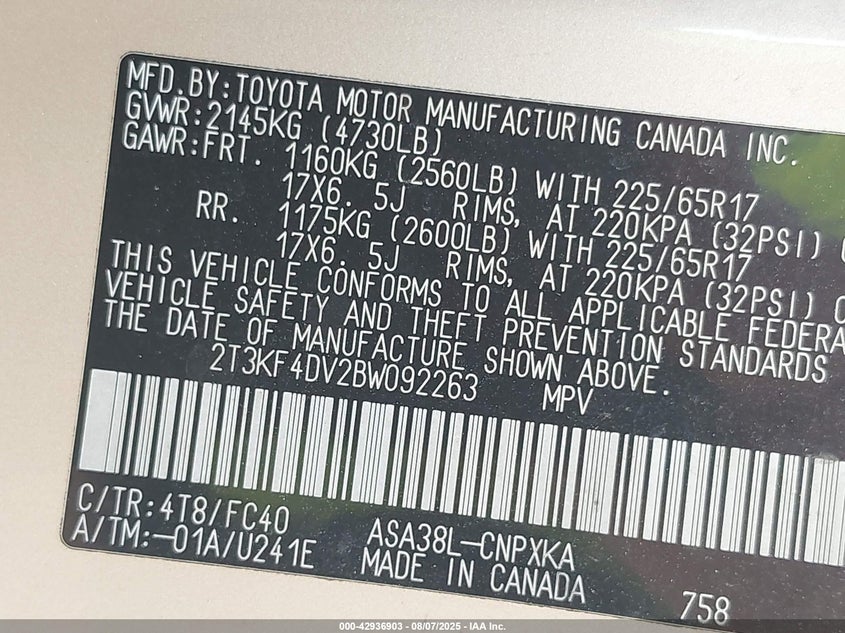 MFD.BY:TOYOTA MOTOR MANUFACTURING CANADA INC.
GVWR:2145KG (4730LB)
GAWR:FRT. 1160KG (2560LB) WITH 225/65R17
17X6. 5J RIMS, AT 220KPA (32PSI)
RR. 1175KG (2600LB) WITH 225/65R17
17X6. 5J RIMS, AT 220KPA (32PSI)
THIS VEHICLE CONFORMS TO ALL APPLICABLE FEDERA
VEHICLE SAFETY AND THEFT PREVENTION STANDARDS
THE DATE OF MANUFACTURE SHOWN ABOVE.
2T3KF4DV2BW092263 MPV
C/TR:4T8/FC40
A/TM:-01A/U241E
ASA38L-CNPXKA
MADE IN CANADA
758
000-42936903 - 08/07/2025 - IAA Inc.